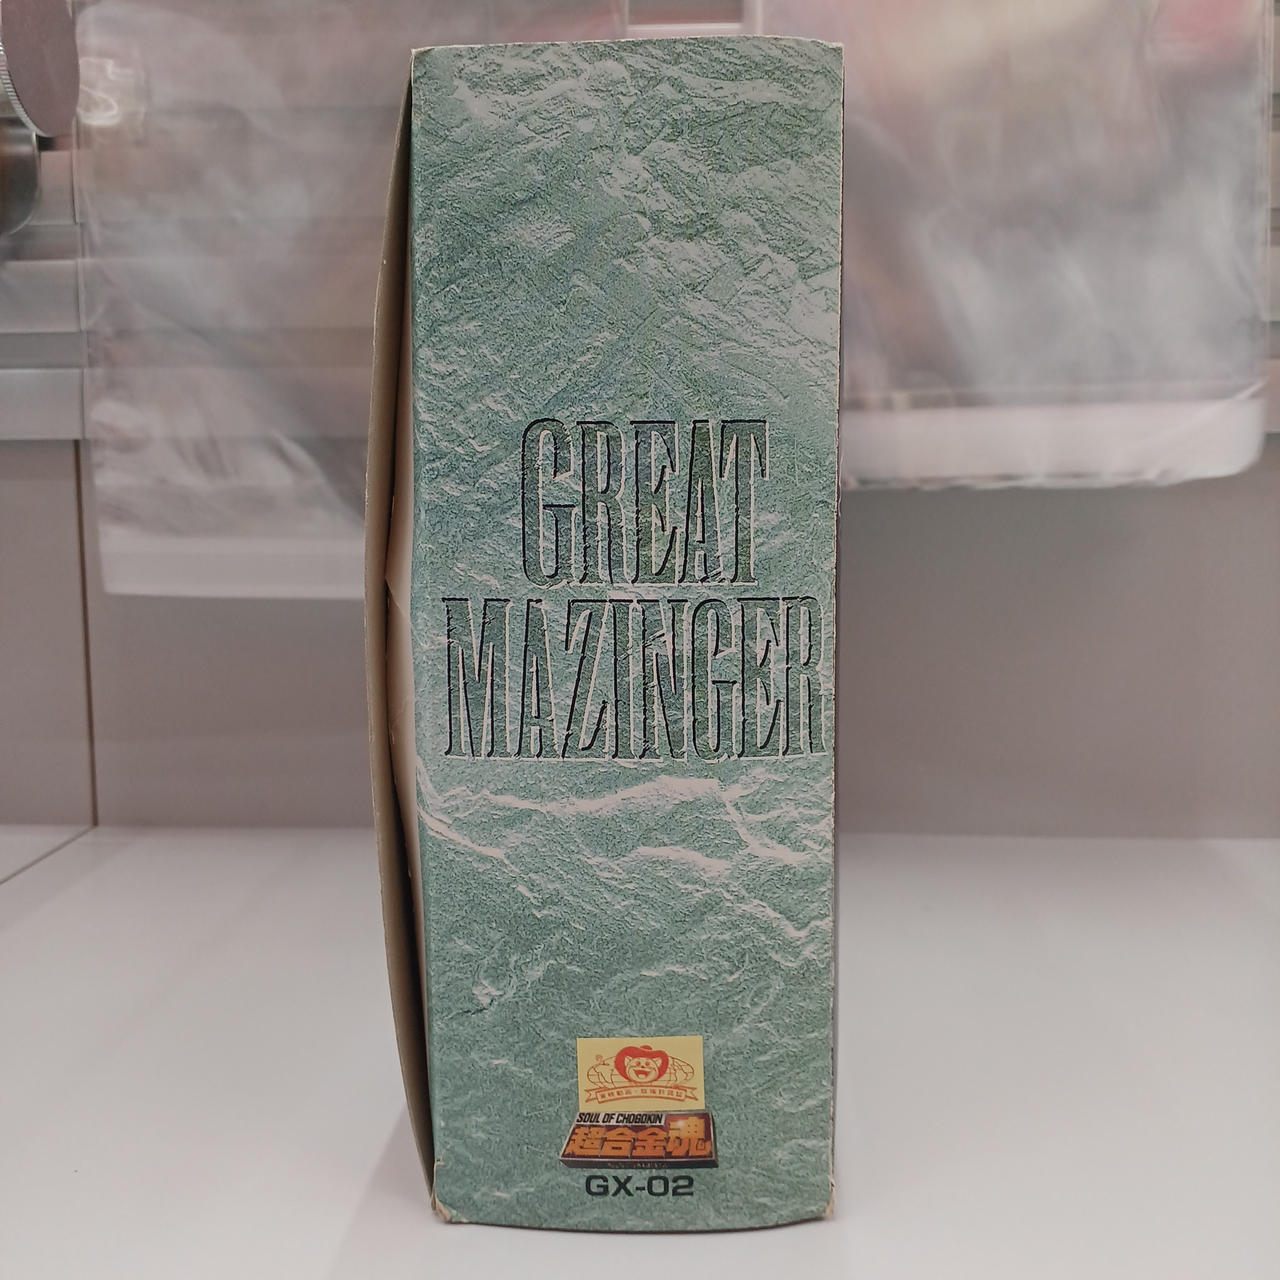 GREAT
MAZINGER
SOUL OF CHOGOKIN
超合金魂
GX-02